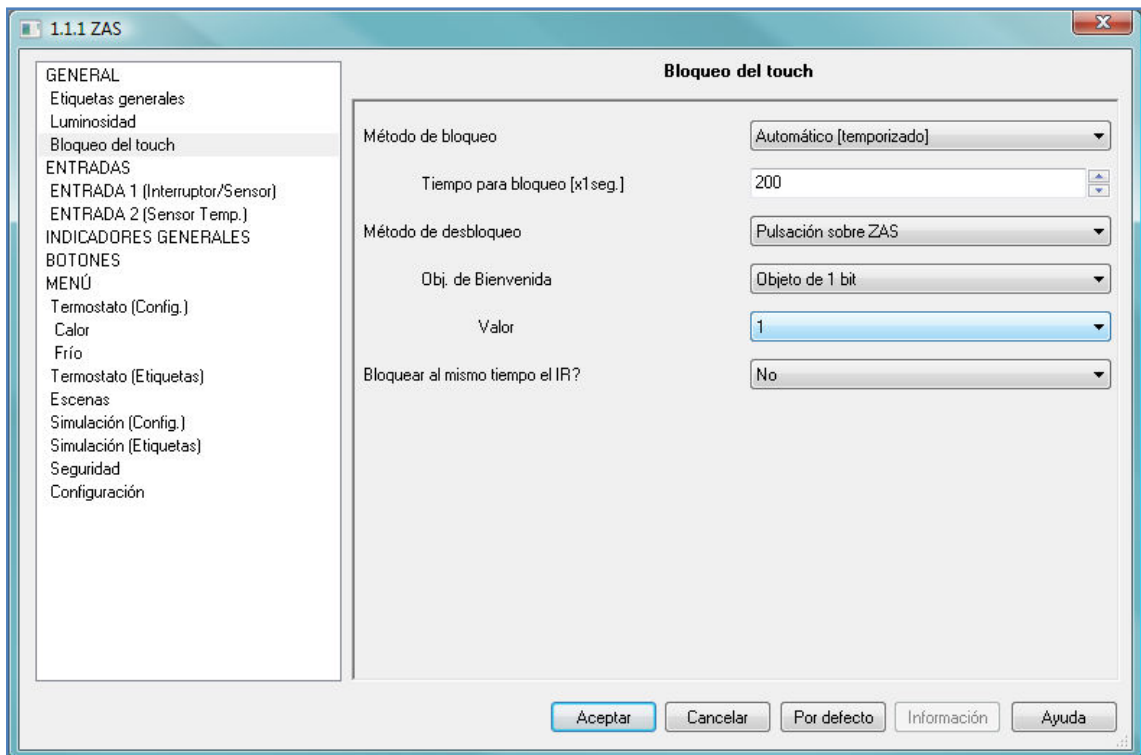 1.1.1 ZAS
GENERAL
Etiquetas generales
Luminosidad
Bloqueo del touch
ENTRADAS
ENTRADA 1 (Interruptor/Sensor)
ENTRADA 2 (Sensor Temp.)
INDICADORES GENERALES
BOTONES
MENÚ
Termostato (Config.)
Calor
Frío
Termostato (Etiquetas)
Escenas
Simulación (Config.)
Simulación (Etiquetas)
Seguridad
Configuración
Bloqueo del touch
Método de bloqueo Automático [temporizado]
Tiempo para bloqueo [x1seg.] 200
Método de desbloqueo Pulsación sobre ZAS
Obj. de Bienvenida Objeto de 1 bit
Valor 1
Bloquear al mismo tiempo el IR? No
Aceptar Cancelar Por defecto Información Ayuda